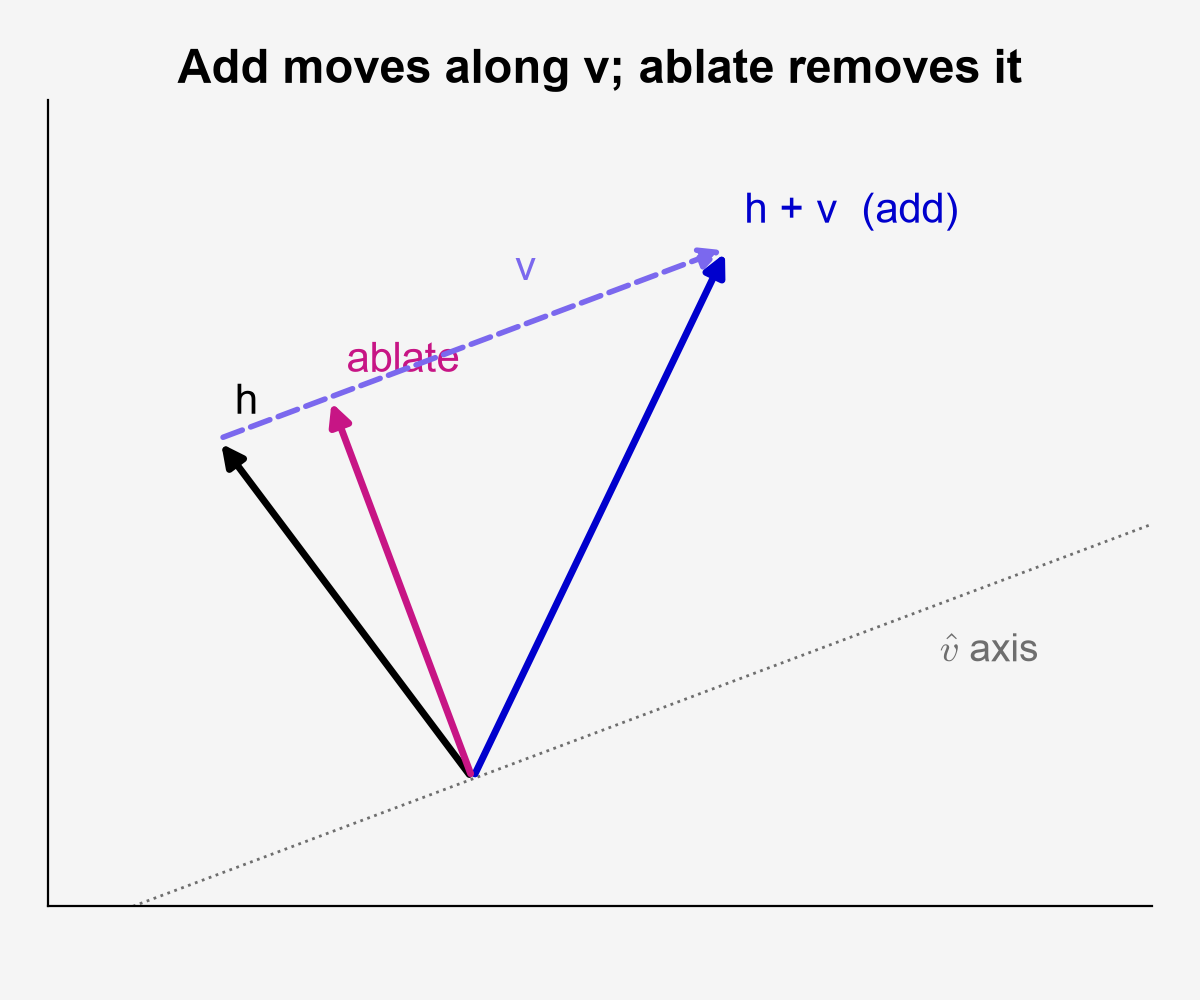 Add moves along v; ablate removes it
h + v (add)
v
ablate
h
v̂ axis